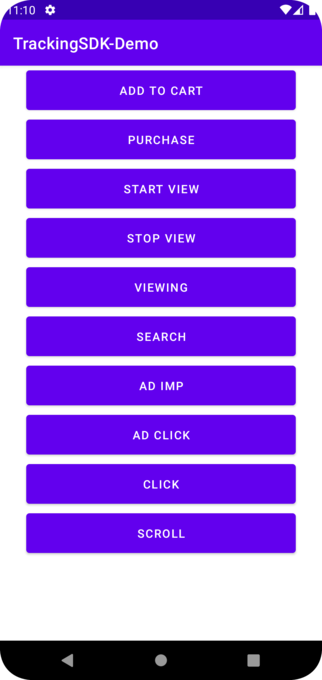 11:10
TrackingSDK-Demo
ADD TO CART
PURCHASE
START VIEW
STOP VIEW
VIEWING
SEARCH
AD IMP
AD CLICK
CLICK
SCROLL